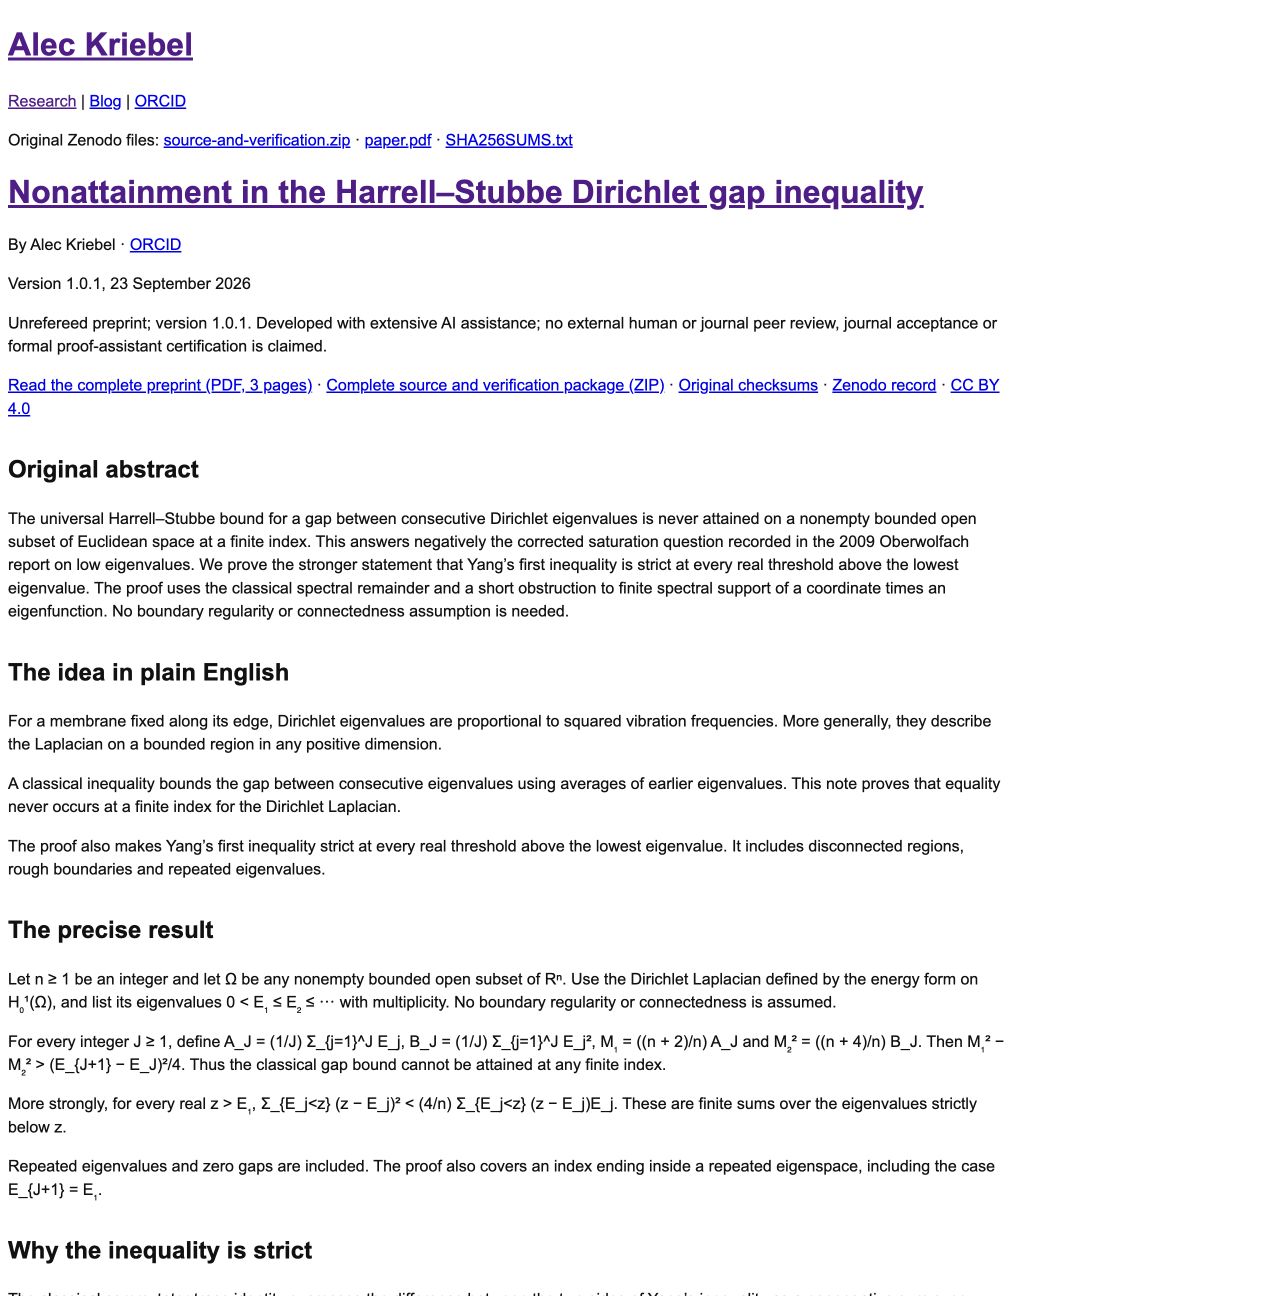 Alec Kriebel
Research | Blog | ORCID
Original Zenodo files: source-and-verification.zip · paper.pdf · SHA256SUMS.txt
Nonattainment in the Harrell–Stubbe Dirichlet gap inequality
By Alec Kriebel · ORCID
Version 1.0.1, 23 September 2026
Unrefereed preprint; version 1.0.1. Developed with extensive AI assistance; no external human or journal peer review, journal acceptance or
formal proof-assistant certification is claimed.
Read the complete preprint (PDF, 3 pages) · Complete source and verification package (ZIP) · Original checksums · Zenodo record · CC BY
4.0
Original abstract
The universal Harrell–Stubbe bound for a gap between consecutive Dirichlet eigenvalues is never attained on a nonempty bounded open
subset of Euclidean space at a finite index. This answers negatively the corrected saturation question recorded in the 2009 Oberwolfach
report on low eigenvalues. We prove the stronger statement that Yang’s first inequality is strict at every real threshold above the lowest
eigenvalue. The proof uses the classical spectral remainder and a short obstruction to finite spectral support of a coordinate times an
eigenfunction. No boundary regularity or connectedness assumption is needed.
The idea in plain English
For a membrane fixed along its edge, Dirichlet eigenvalues are proportional to squared vibration frequencies. More generally, they describe
the Laplacian on a bounded region in any positive dimension.
A classical inequality bounds the gap between consecutive eigenvalues using averages of earlier eigenvalues. This note proves that equality
never occurs at a finite index for the Dirichlet Laplacian.
The proof also makes Yang’s first inequality strict at every real threshold above the lowest eigenvalue. It includes disconnected regions,
rough boundaries and repeated eigenvalues.
The precise result
Let n ≥ 1 be an integer and let Ω be any nonempty bounded open subset of Rⁿ. Use the Dirichlet Laplacian defined by the energy form on
H₀¹(Ω), and list its eigenvalues 0 < E₁ ≤ E₂ ≤ ⋯ with multiplicity. No boundary regularity or connectedness is assumed.
For every integer J ≥ 1, define A_J = (1/J) Σ_{j=1}^J E_j, B_J = (1/J) Σ_{j=1}^J E_j², M₁ = ((n + 2)/n) A_J and M₂² = ((n + 4)/n) B_J. Then M₁² −
M₂² > (E_{J+1} − E_J)²/4. Thus the classical gap bound cannot be attained at any finite index.
More strongly, for every real z > E₁, Σ_{E_j<z} (z − E_j)² < (4/n) Σ_{E_j<z} (z − E_j)E_j. These are finite sums over the eigenvalues strictly
below z.
Repeated eigenvalues and zero gaps are included. The proof also covers an index ending inside a repeated eigenspace, including the case
E_{J+1} = E₁.
Why the inequality is strict